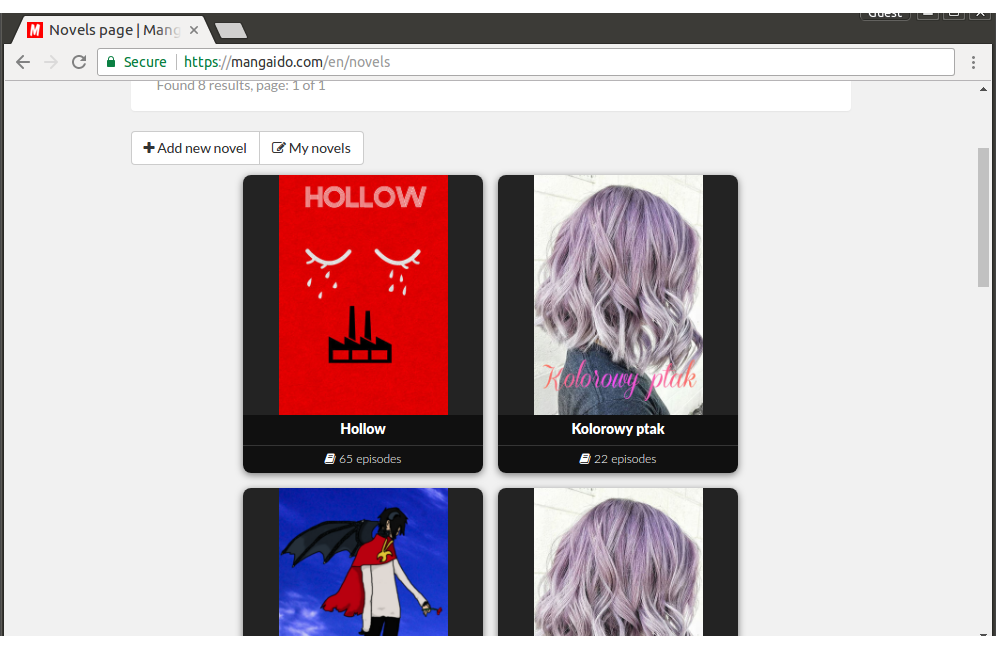 Guest
M Novels page | Mang
Secure | https://mangaido.com/en/novels
Found 8 results, page: 1 of 1
Add new novel
My novels
HOLLOW
Kolorowy ptak
Hollow
Kolorowy ptak
65 episodes
22 episodes